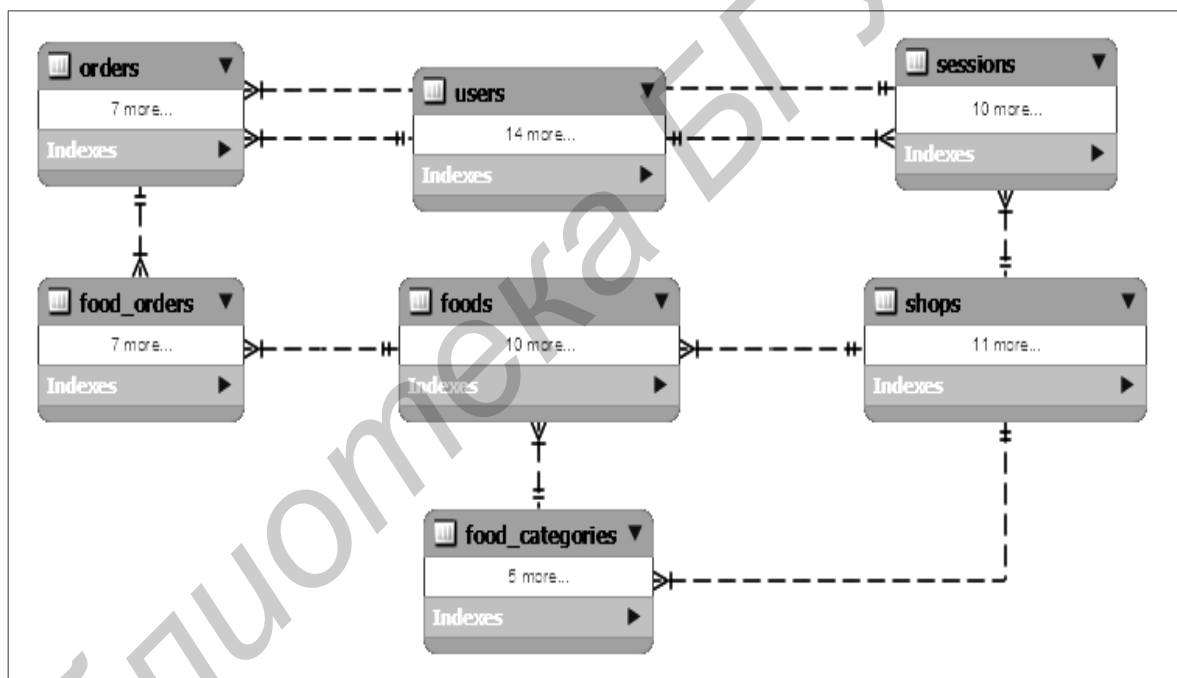 orders
7 more...
Indexes
users
14 more...
Indexes
sessions
10 more...
Indexes
food_orders
7 more...
Indexes
foods
10 more...
Indexes
shops
11 more...
Indexes
food_categories
5 more...
Indexes